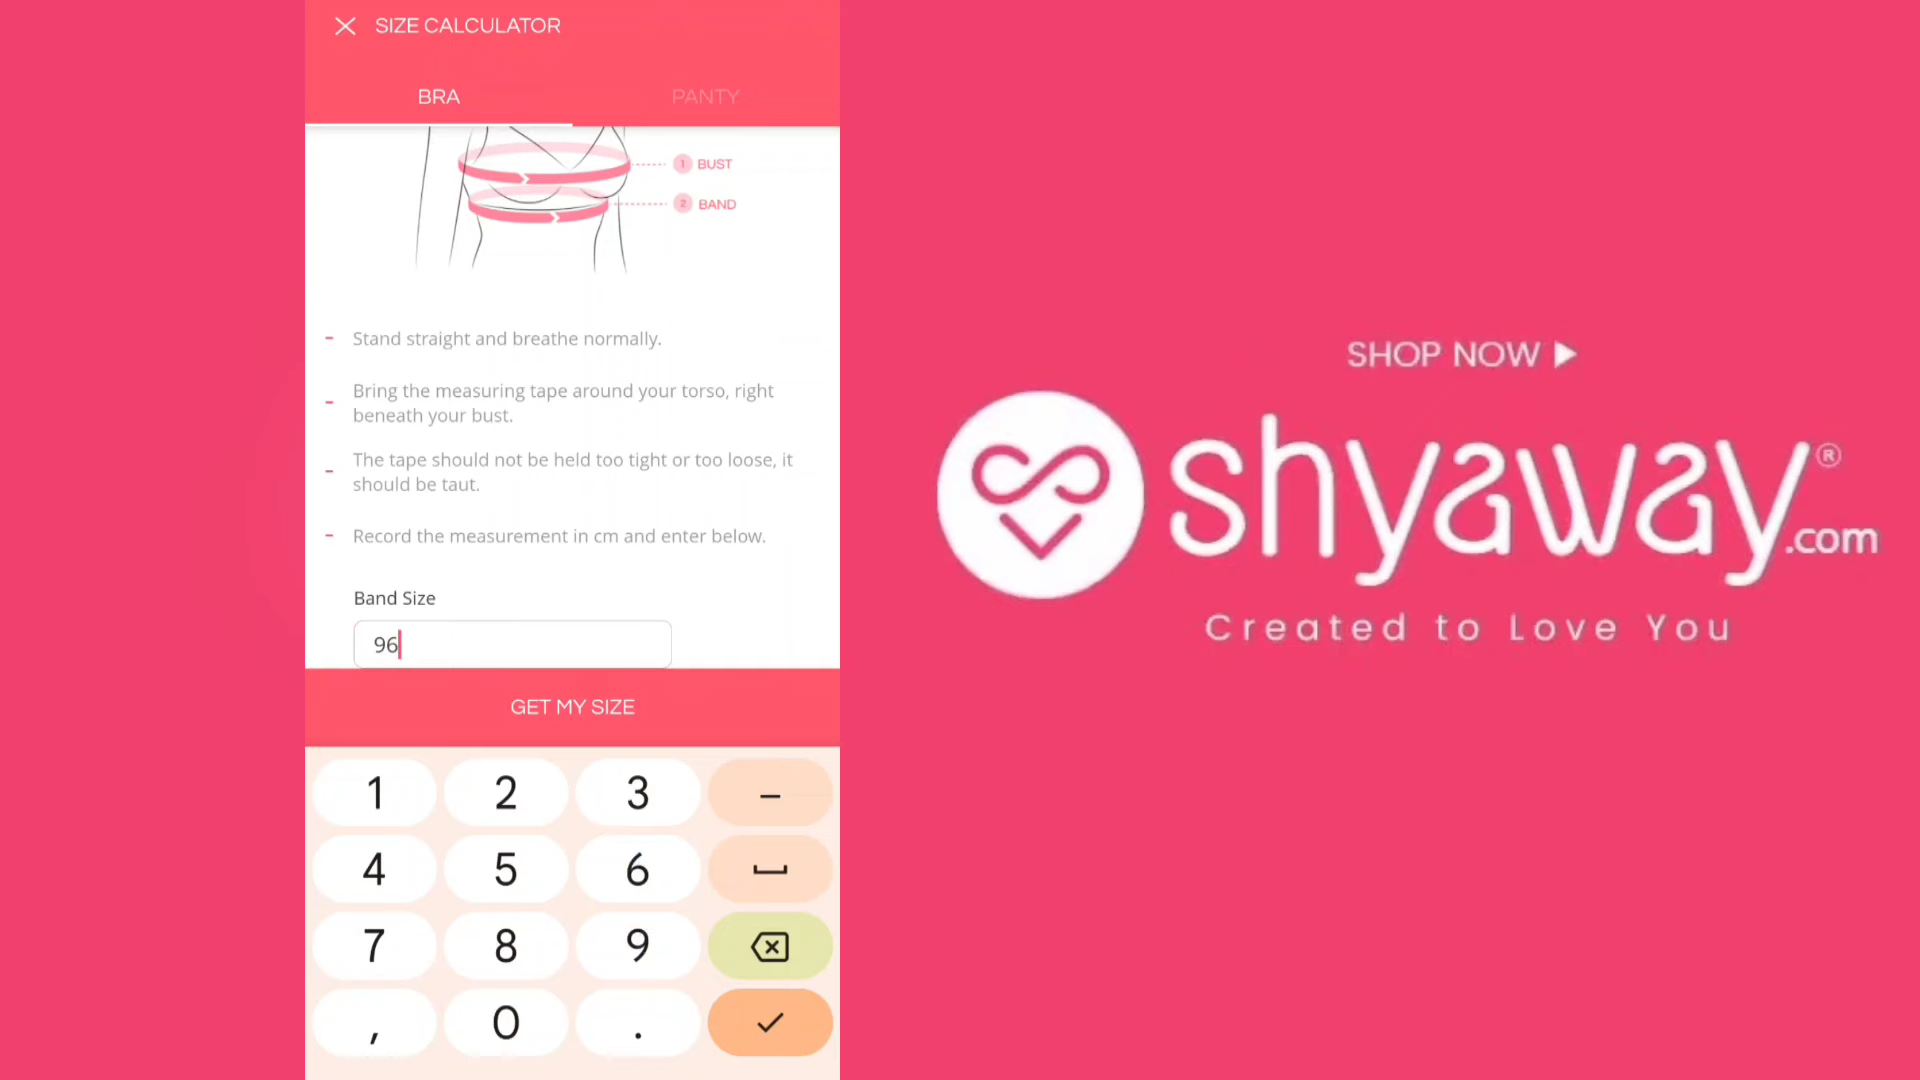 SIZE CALCULATOR
BRA
PANTY
1 BUST
2 BAND
- Stand straight and breathe normally.
- Bring the measuring tape around your torso, right
beneath your bust.
- The tape should not be held too tight or too loose, it
should be taut.
- Record the measurement in cm and enter below.
Band Size
96
GET MY SIZE
1 2 3 –
4 5 6
7 8 9
, 0 .
SHOP NOW
shyaway®.com
Created to Love You